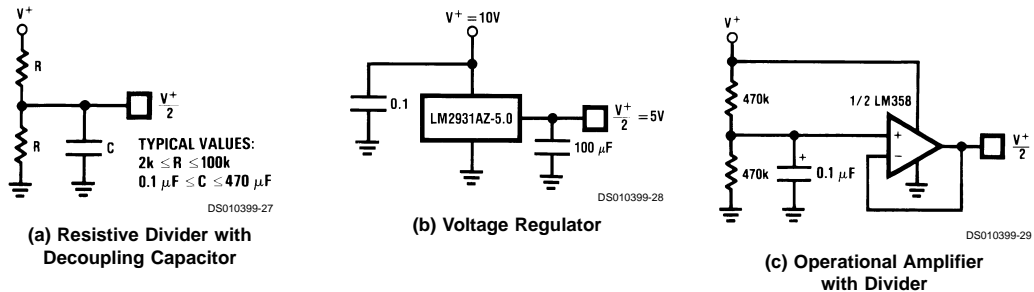 V+
R
R
C
V+
2
TYPICAL VALUES:
2k ≤ R ≤ 100k
0.1 µF ≤ C ≤ 470 µF
DS010399-27
(a) Resistive Divider with
Decoupling Capacitor
V+ = 10V
0.1
LM2931AZ-5.0
V+
2 = 5V
100 µF
DS010399-28
(b) Voltage Regulator
V+
470k
470k
0.1 µF
+
1/2 LM358
+
−
V+
2
DS010399-29
(c) Operational Amplifier
with Divider